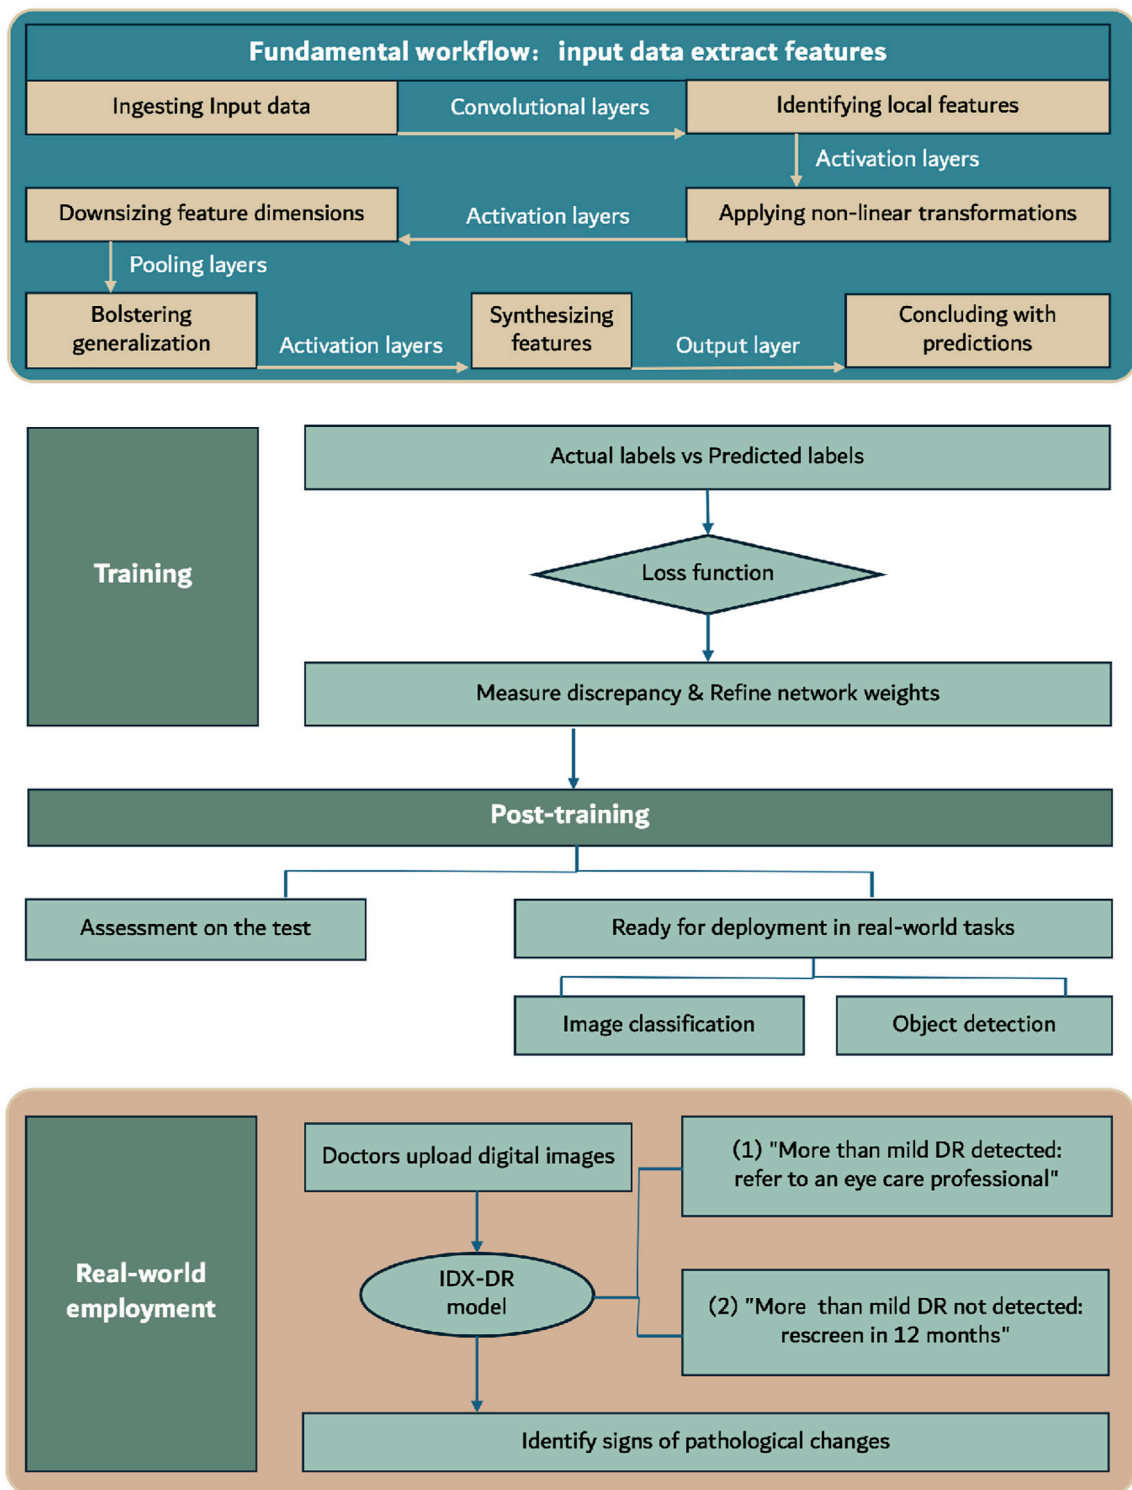 Fundamental workflow: input data extract features
Ingesting Input data
Convolutional layers
Identifying local features
Activation layers
Downsizing feature dimensions
Activation layers
Applying non-linear transformations
Pooling layers
Bolstering
generalization
Activation layers
Synthesizing
features
Output layer
Concluding with
predictions
Training
Actual labels vs Predicted labels
Loss function
Measure discrepancy & Refine network weights
Post-training
Assessment on the test
Ready for deployment in real-world tasks
Image classification
Object detection
Real-world
employment
Doctors upload digital images
IDX-DR
model
(1) "More than mild DR detected:
refer to an eye care professional"
(2) "More than mild DR not detected:
rescreen in 12 months"
Identify signs of pathological changes